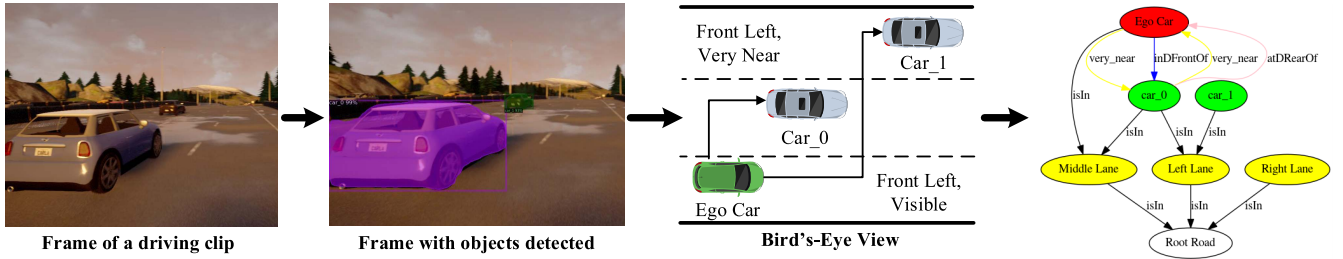 car_0 99%
Frame of a driving clip
Frame with objects detected
Front Left,
Very Near
Car_1
Car_0
Front Left,
Visible
Ego Car
Bird's-Eye View
Ego Car
very_near
inDFrontOf
very_near
atDRearOf
isIn
car_0
car_1
isIn
isIn
isIn
Middle Lane
Left Lane
Right Lane
isIn
isIn
isIn
Root Road